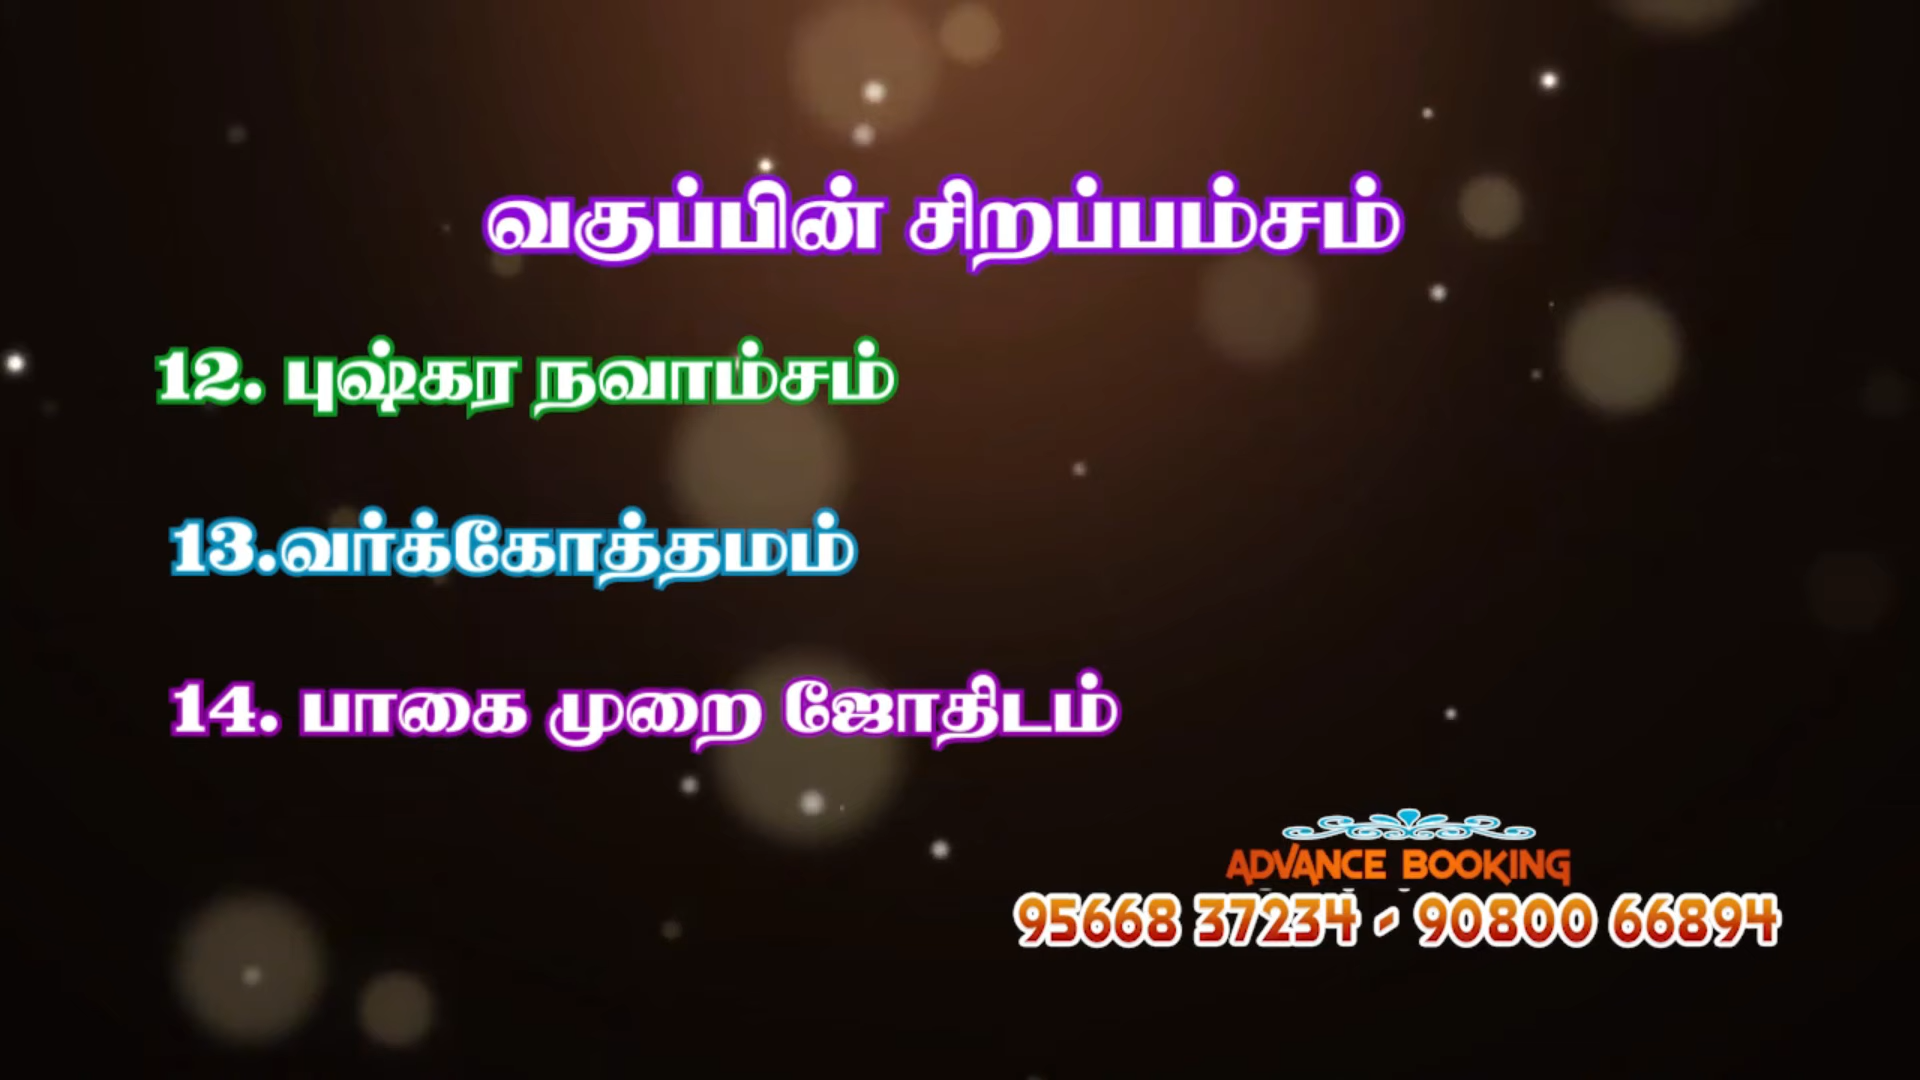 வகுப்பின் சிறப்பம்சம்
12. புஷ்கர நவாம்சம்
13.வர்க்கோத்தமம்
14. பாகை முறை ஜோதிடம்
ADVANCE BOOKING
95668 37234 - 90800 66894